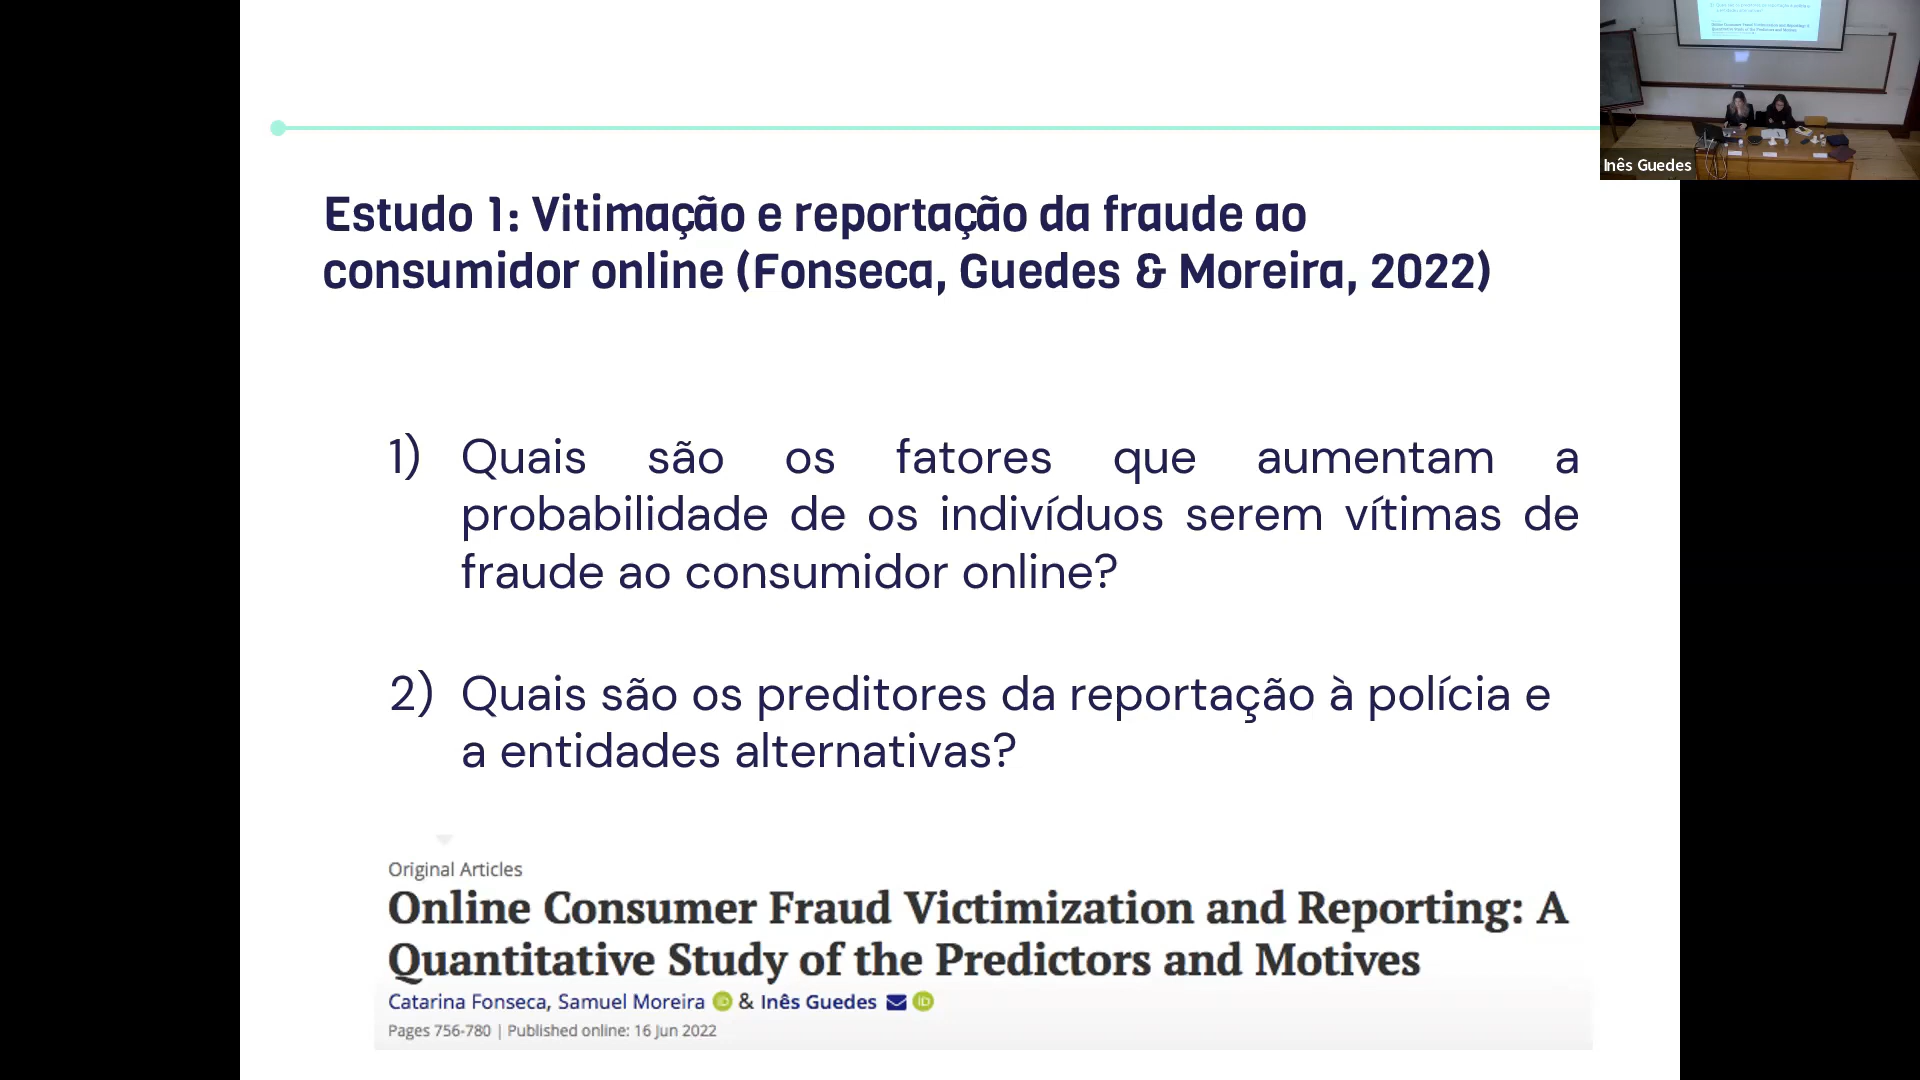 Estudo 1: Vitimação e reportação da fraude ao
consumidor online (Fonseca, Guedes & Moreira, 2022)
1) Quais são os fatores que aumentam a
probabilidade de os indivíduos serem vítimas de
fraude ao consumidor online?
2) Quais são os preditores da reportação à polícia e
a entidades alternativas?
Original Articles
Online Consumer Fraud Victimization and Reporting: A
Quantitative Study of the Predictors and Motives
Catarina Fonseca, Samuel Moreira iD & Inês Guedes iD
Pages 756-780 | Published online: 16 Jun 2022
Inês Guedes